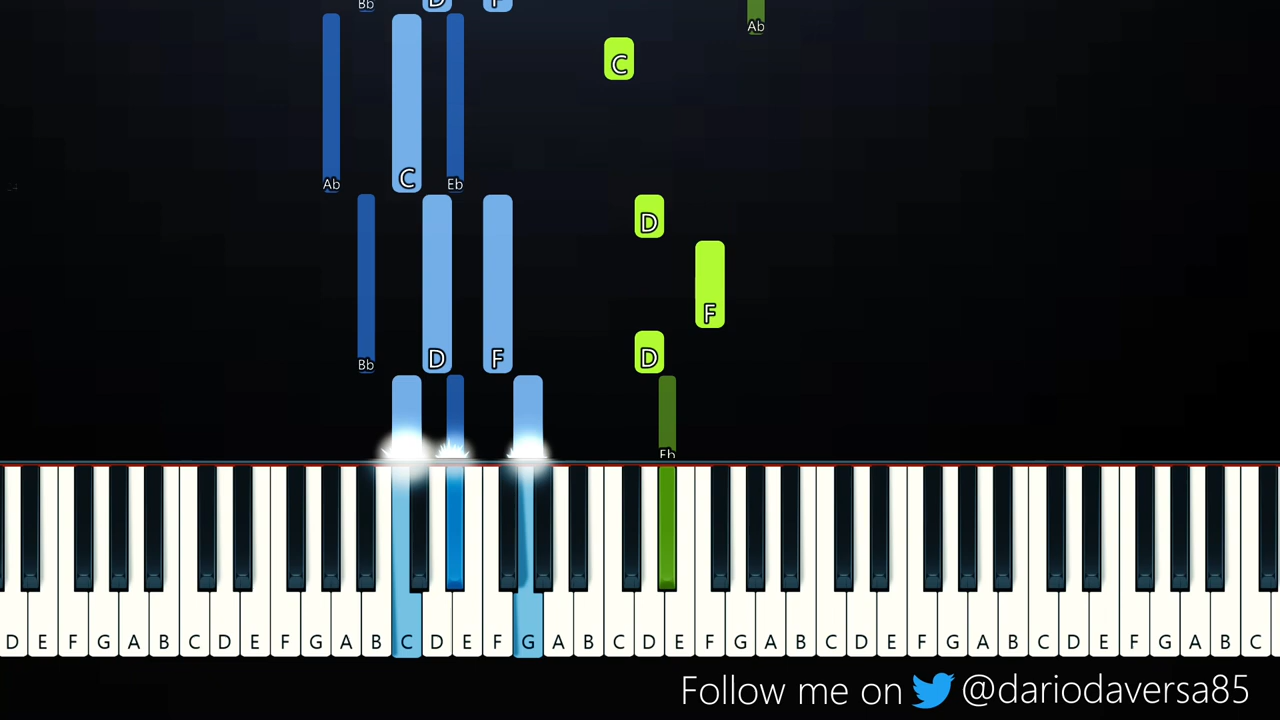 Bb D F Ab
C
Ab C Eb
D
F
Bb D F D
Eb
D E F G A B C D E F G A B C D E F G A B C D E F G A B C D E F G A B C D E F G A B C
Follow me on @dariodaversa85